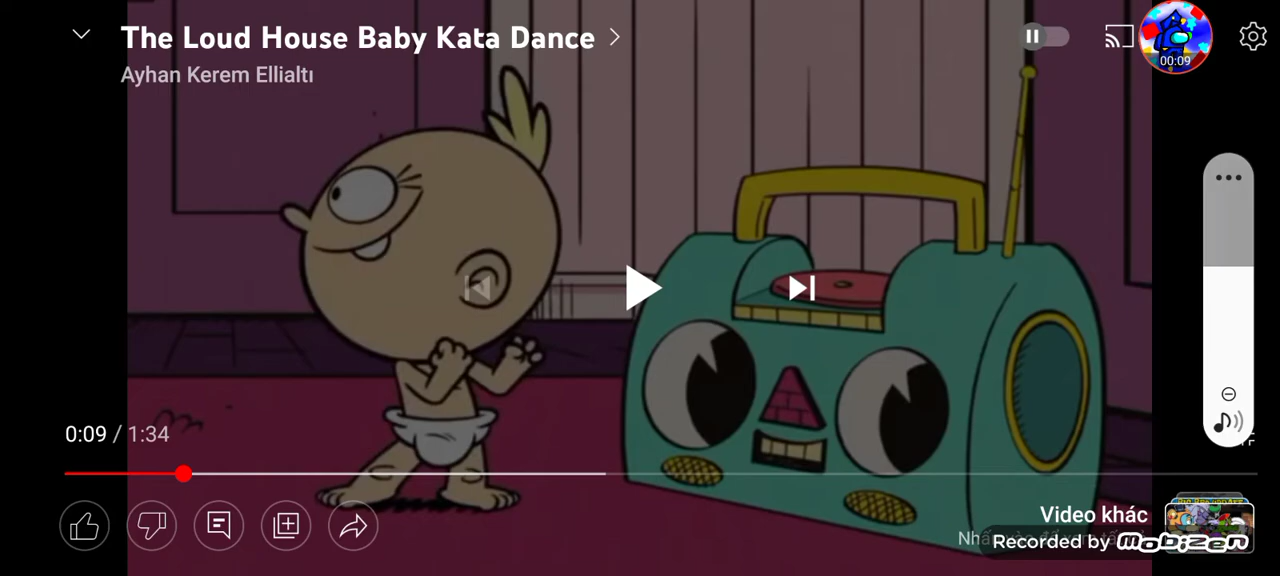 The Loud House Baby Kata Dance
Ayhan Kerem Ellialtı
00:09
0:09 / 1:34
Video khác
Recorded by mobizen